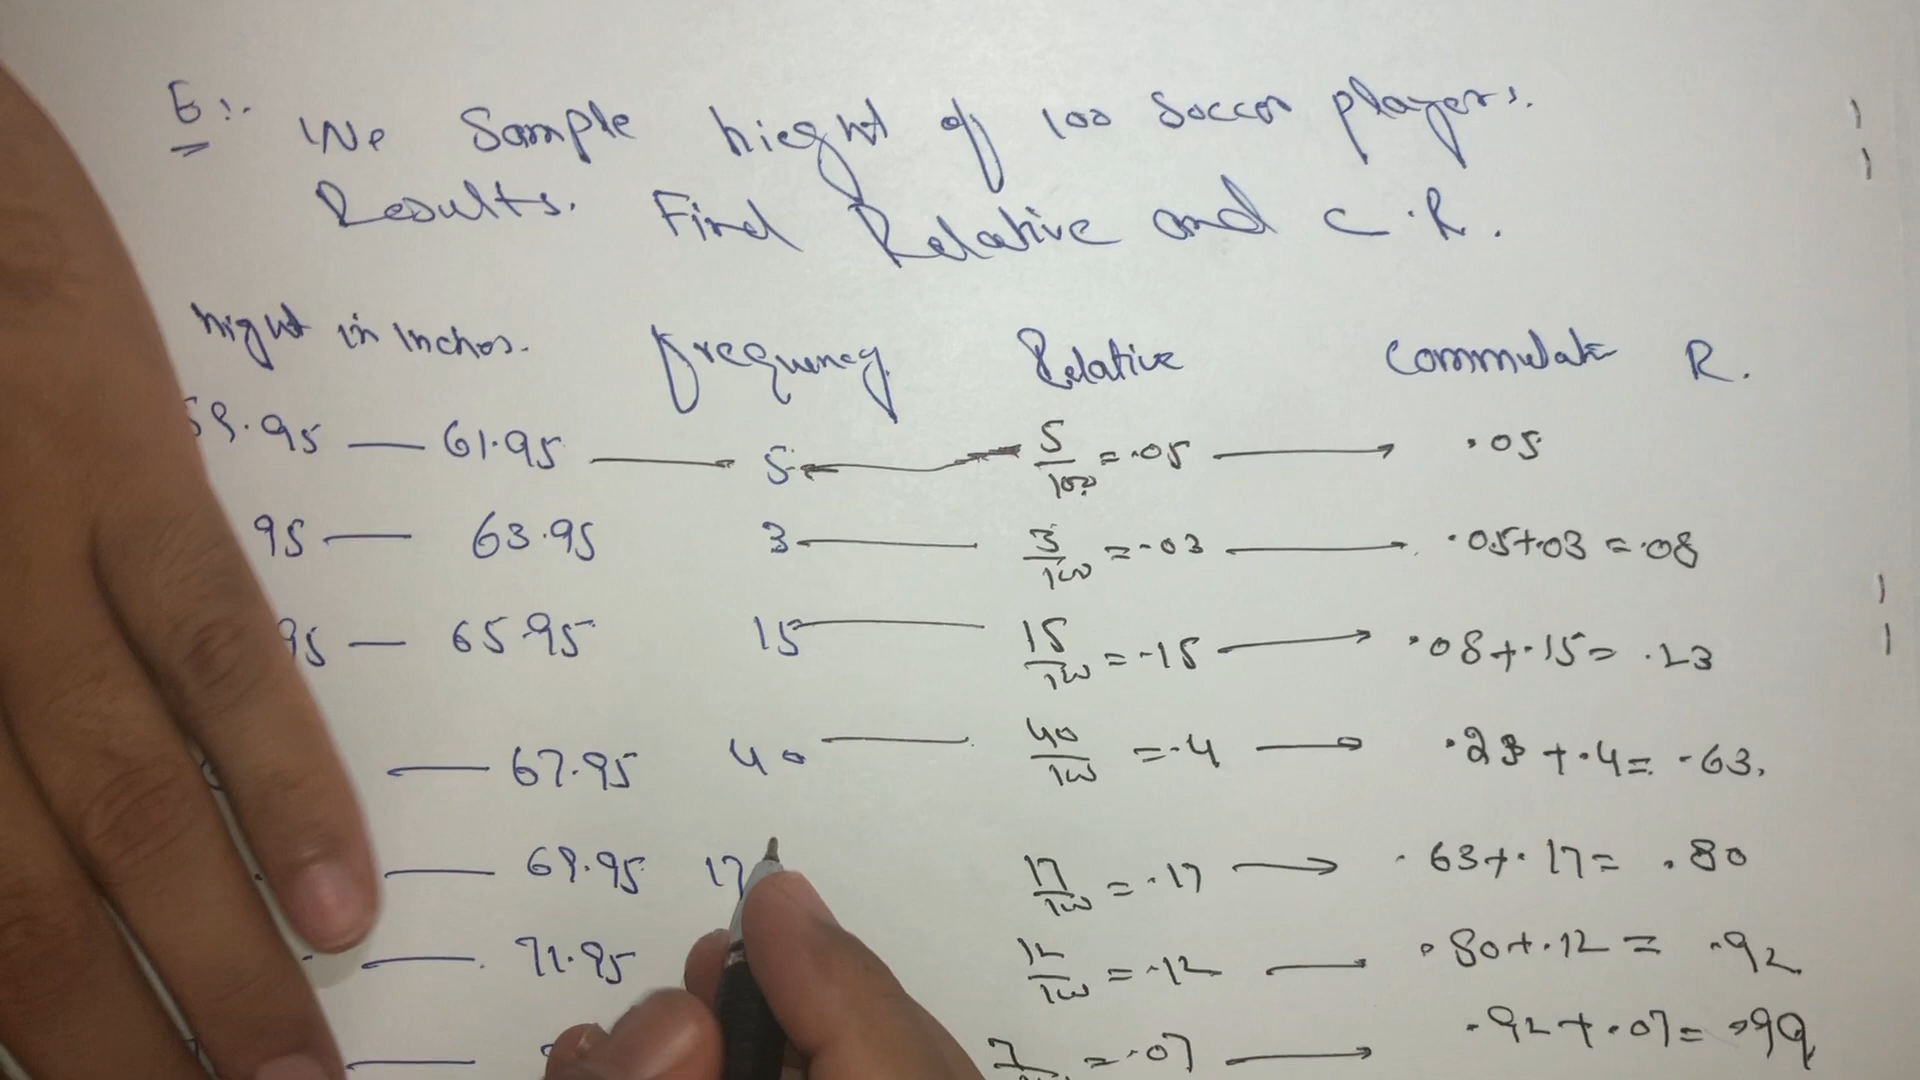 E:-
We Sample hieght of 100 Soccer players.
Results. Find Relative and C.R.
hight in Inches. frequency Relative Commulate R.
59.95 — 61.95 — 5 5/100 = .05 → .05
95 — 63.95 3 — 3/100 = .03 → .05+.03 = .08
95 — 65.95 15 — 15/100 = .15 → .08+.15= .23
— 67.95 40 — 40/100 = .4 → .23+.4= .63.
— 69.95 17 17/100 = .17 → .63+.17= .80
— 71.95 12/100 = .12 → .80+.12 = .92
— 7 = .07 → .92+.07= .99